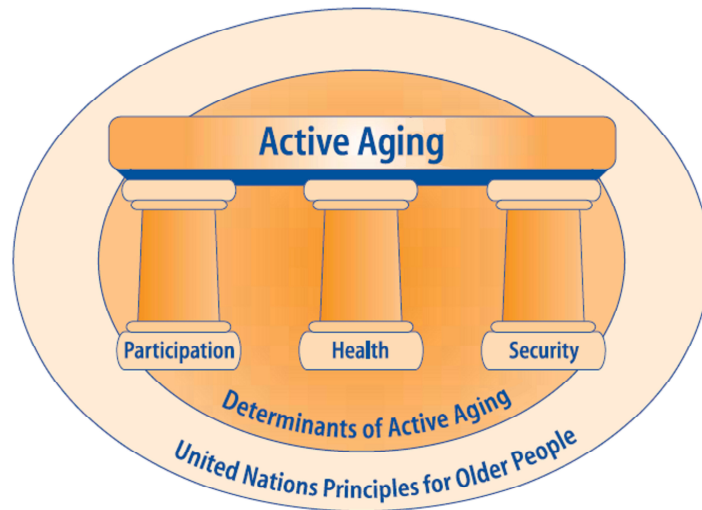 Active Aging
Participation
Health
Security
Determinants of Active Aging
United Nations Principles for Older People